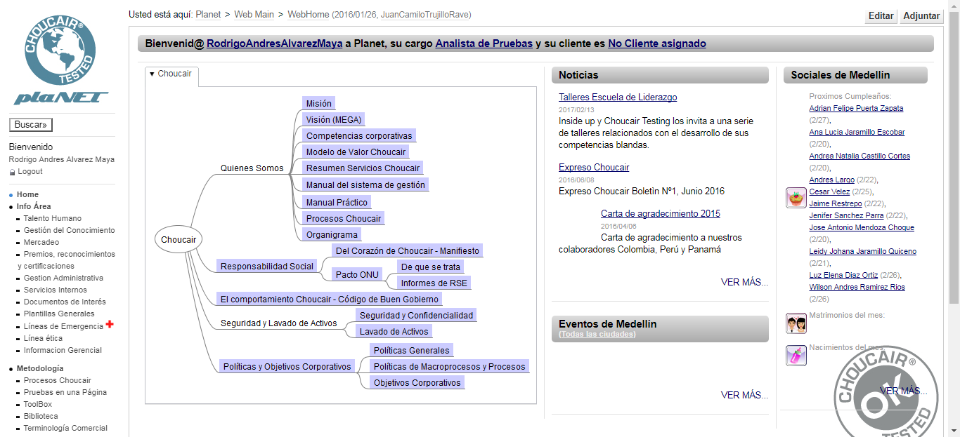 CHOUCAIR
TESTED
plaNET
Buscar»
Bienvenido
Rodrigo Andres Alvarez Maya
Logout
Home
Info Área
Talento Humano
Gestión del Conocimiento
Mercadeo
Premios, reconocimientos
y certificaciones
Gestion Administrativa
Servicios Internos
Documentos de Interés
Plantillas Generales
Líneas de Emergencia
Línea ética
Informacion Gerencial
Metodología
Procesos Choucair
Pruebas en una Página
ToolBox
Biblioteca
Terminología Comercial
Usted está aquí: Planet > Web Main > WebHome (2016/01/26, JuanCamiloTrujilloRave)
Editar
Adjuntar
Bienvenid@ RodrigoAndresAlvarezMaya a Planet, su cargo Analista de Pruebas y su cliente es No Cliente asignado
▼ Choucair
Choucair
Quienes Somos
Misión
Visión (MEGA)
Competencias corporativas
Modelo de Valor Choucair
Resumen Servicios Choucair
Manual del sistema de gestión
Manual Práctico
Procesos Choucair
Organigrama
Responsabilidad Social
Del Corazón de Choucair - Manifiesto
Pacto ONU
De que se trata
Informes de RSE
El comportamiento Choucair - Código de Buen Gobierno
Seguridad y Lavado de Activos
Seguridad y Confidencialidad
Lavado de Activos
Políticas y Objetivos Corporativos
Políticas Generales
Políticas de Macroprocesos y Procesos
Objetivos Corporativos
Noticias
Talleres Escuela de Liderazgo
2017/02/13
Inside up y Choucair Testing los invita a una serie
de talleres relacionados con el desarrollo de sus
competencias blandas.
Expreso Choucair
2016/08/08
Expreso Choucair Boletín Nº1, Junio 2016
Carta de agradecimiento 2015
2016/04/06
Carta de agradecimiento a nuestros
colaboradores Colombia, Perú y Panamá
VER MÁS...
Eventos de Medellín
(Todas las ciudades)
VER MÁS...
Sociales de Medellín
Proximos Cumpleaños:
Adrian Felipe Puerta Zapata
(2/27),
Ana Lucia Jaramillo Escobar
(2/20),
Andrea Natalia Castillo Cortes
(2/20),
Andres Largo (2/22),
Cesar Velez (2/25),
Jaime Restrepo (2/22),
Jenifer Sanchez Parra (2/22),
Jose Antonio Mendoza Choque
(2/20),
Leidy Johana Jaramillo Quiceno
(2/21),
Luz Elena Diaz Ortiz (2/26),
Wilson Andres Ramirez Rios
(2/26)
Matrimonios del mes:
Nacimientos del mes:
VER MÁS...
CHOUCAIR®
OK
TESTED